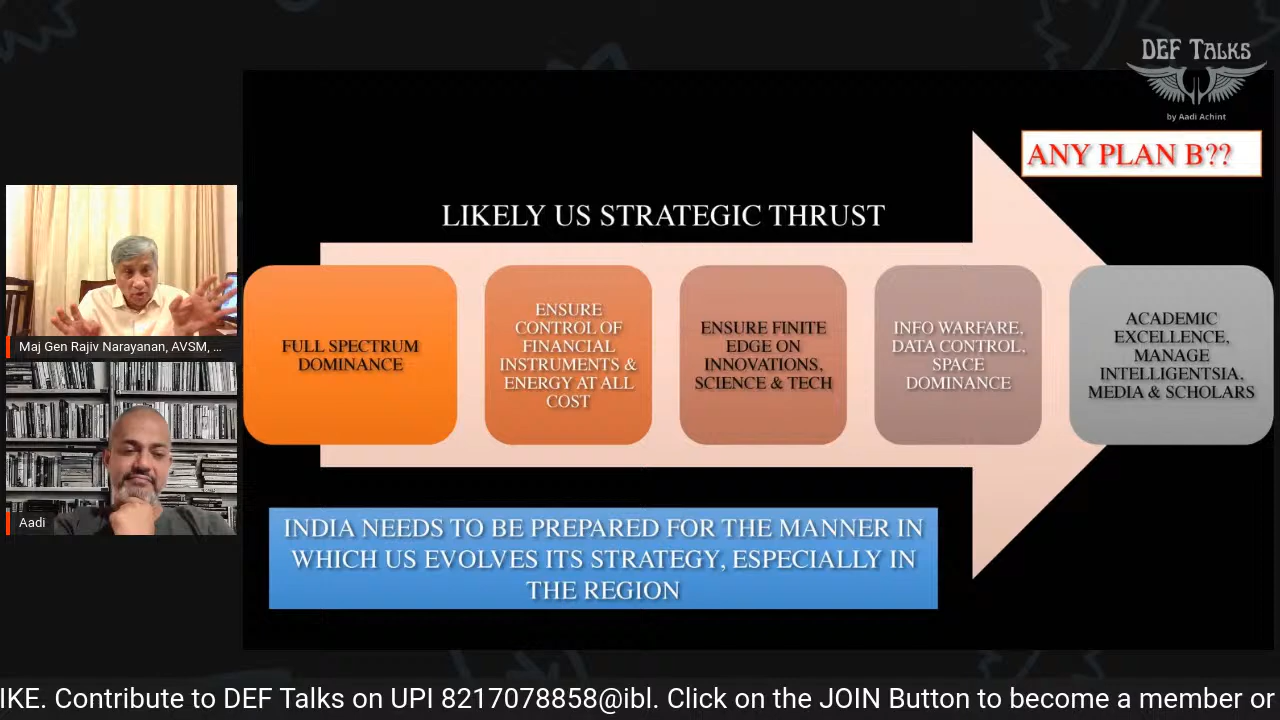 DEF TALKS
by Aadi Achint
ANY PLAN B??
LIKELY US STRATEGIC THRUST
FULL SPECTRUM
DOMINANCE
ENSURE
CONTROL OF
FINANCIAL
INSTRUMENTS &
ENERGY AT ALL
COST
ENSURE FINITE
EDGE ON
INNOVATIONS,
SCIENCE & TECH
INFO WARFARE,
DATA CONTROL,
SPACE
DOMINANCE
ACADEMIC
EXCELLENCE,
MANAGE
INTELLIGENTSIA,
MEDIA & SCHOLARS
INDIA NEEDS TO BE PREPARED FOR THE MANNER IN
WHICH US EVOLVES ITS STRATEGY, ESPECIALLY IN
THE REGION
Maj Gen Rajiv Narayanan, AVSM, ...
Aadi
IKE. Contribute to DEF Talks on UPI 8217078858@ibl. Click on the JOIN Button to become a member or